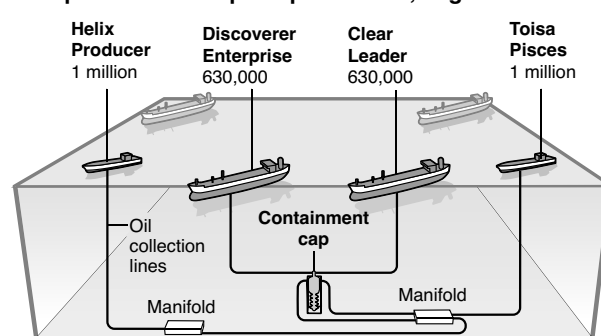 Helix
Producer
1 million
Discoverer
Enterprise
630,000
Clear
Leader
630,000
Toisa
Pisces
1 million
Containment
cap
Oil
collection
lines
Manifold
Manifold